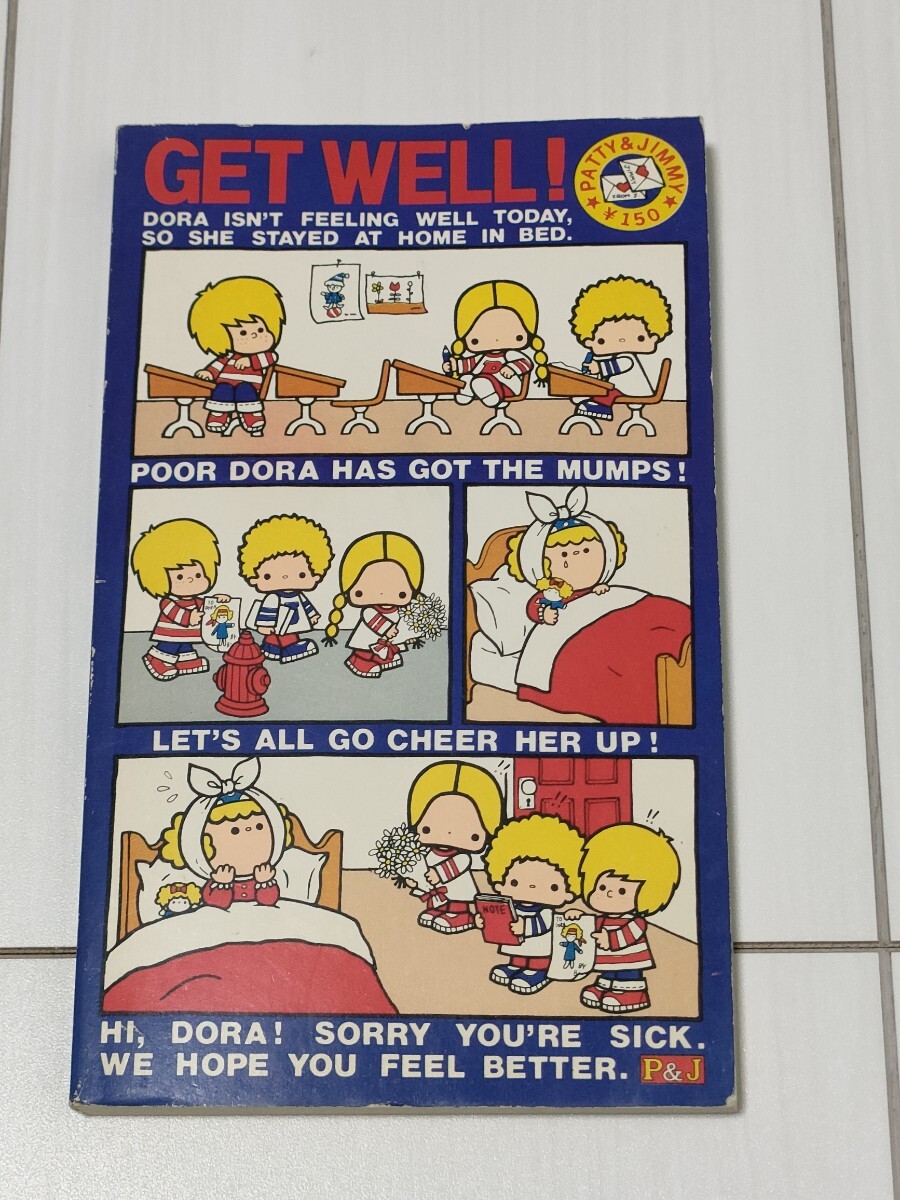 GET WELL!
PATTY & JIMMY
¥150
DORA ISN'T FEELING WELL TODAY,
SO SHE STAYED AT HOME IN BED.
POOR DORA HAS GOT THE MUMPS!
LET'S ALL GO CHEER HER UP!
NOTE
HI, DORA! SORRY YOU'RE SICK.
WE HOPE YOU FEEL BETTER.
P&J